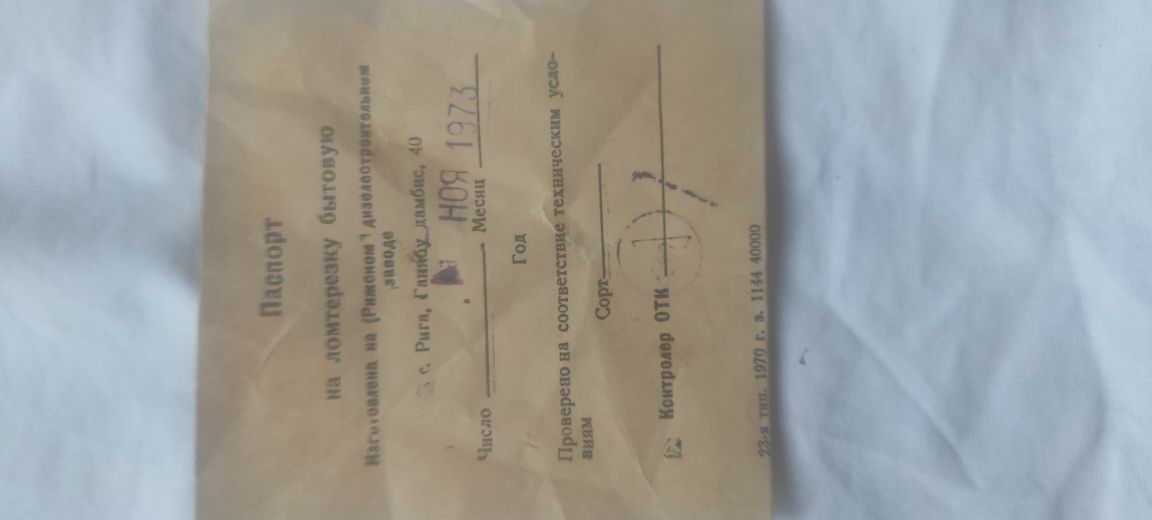 Паспорт
на ломтерезку бытовую
Изготовлена на Рижском дизелестроительном
заводе
г. Рига, Ганибу дамбис, 40
НОЯ 1973
Число Месяц
Год
Проверено на соответствие техническим усло-
виям
Сорт
Контролер ОТК
23-я тип. 1970 г. з. 1144 40000